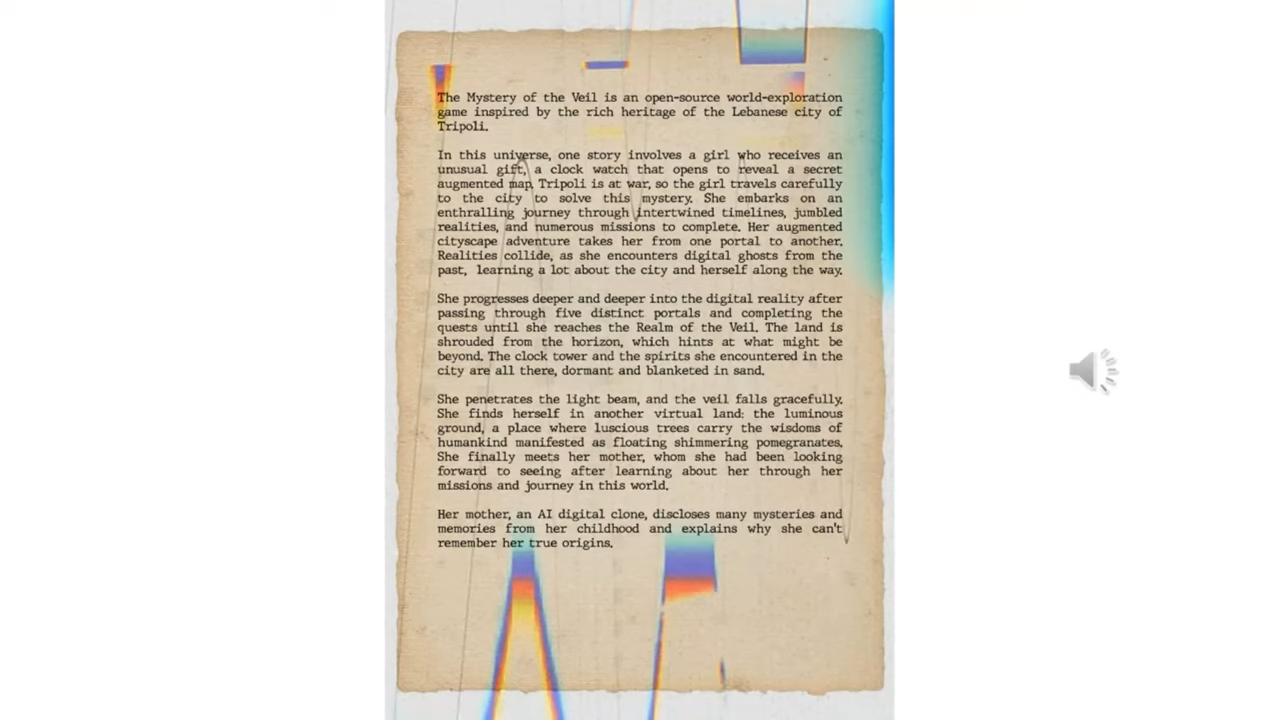 The Mystery of the Veil is an open-source world-exploration
game inspired by the rich heritage of the Lebanese city of
Tripoli.
In this universe, one story involves a girl who receives an
unusual gift, a clock watch that opens to reveal a secret
augmented map. Tripoli is at war, so the girl travels carefully
to the city to solve this mystery. She embarks on an
enthralling journey through intertwined timelines, jumbled
realities, and numerous missions to complete. Her augmented
cityscape adventure takes her from one portal to another.
Realities collide, as she encounters digital ghosts from the
past, learning a lot about the city and herself along the way.
She progresses deeper and deeper into the digital reality after
passing through five distinct portals and completing the
quests until she reaches the Realm of the Veil. The land is
shrouded from the horizon, which hints at what might be
beyond. The clock tower and the spirits she encountered in the
city are all there, dormant and blanketed in sand.
She penetrates the light beam, and the veil falls gracefully.
She finds herself in another virtual land: the luminous
ground, a place where luscious trees carry the wisdoms of
humankind manifested as floating shimmering pomegranates.
She finally meets her mother, whom she had been looking
forward to seeing after learning about her through her
missions and journey in this world.
Her mother, an AI digital clone, discloses many mysteries and
memories from her childhood and explains why she can't
remember her true origins.